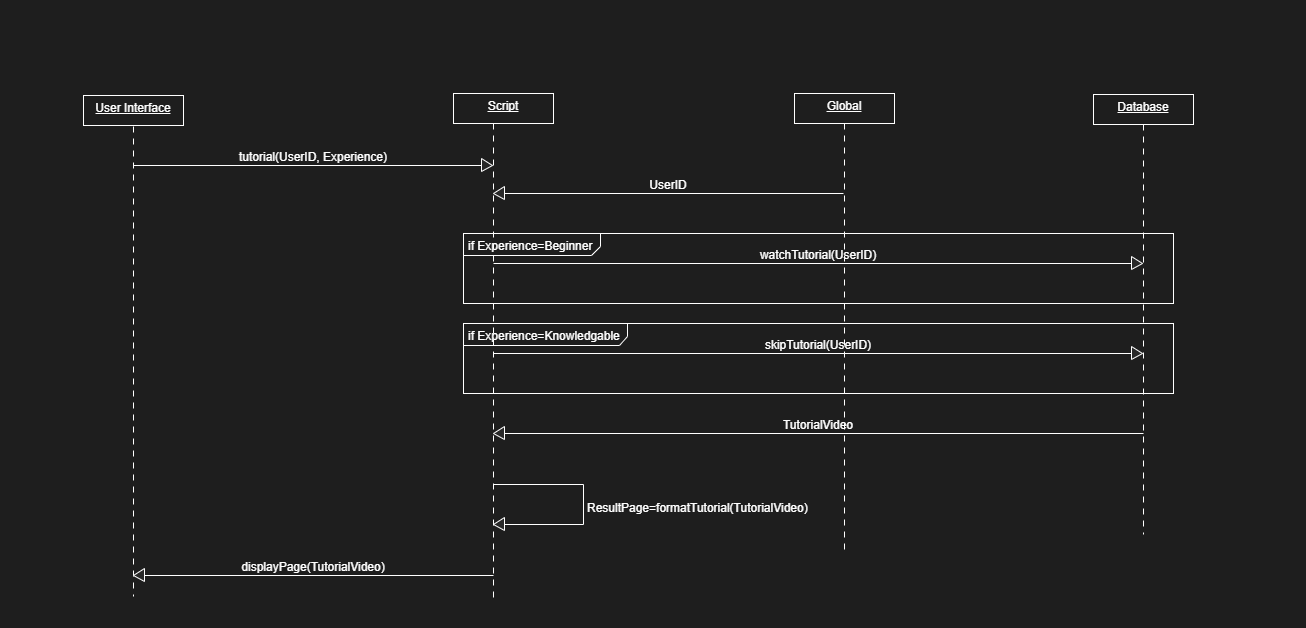 User Interface
Script
Global
Database
tutorial(UserID, Experience)
UserID
if Experience=Beginner
watchTutorial(UserID)
if Experience=Knowledgable
skipTutorial(UserID)
TutorialVideo
ResultPage=formatTutorial(TutorialVideo)
displayPage(TutorialVideo)